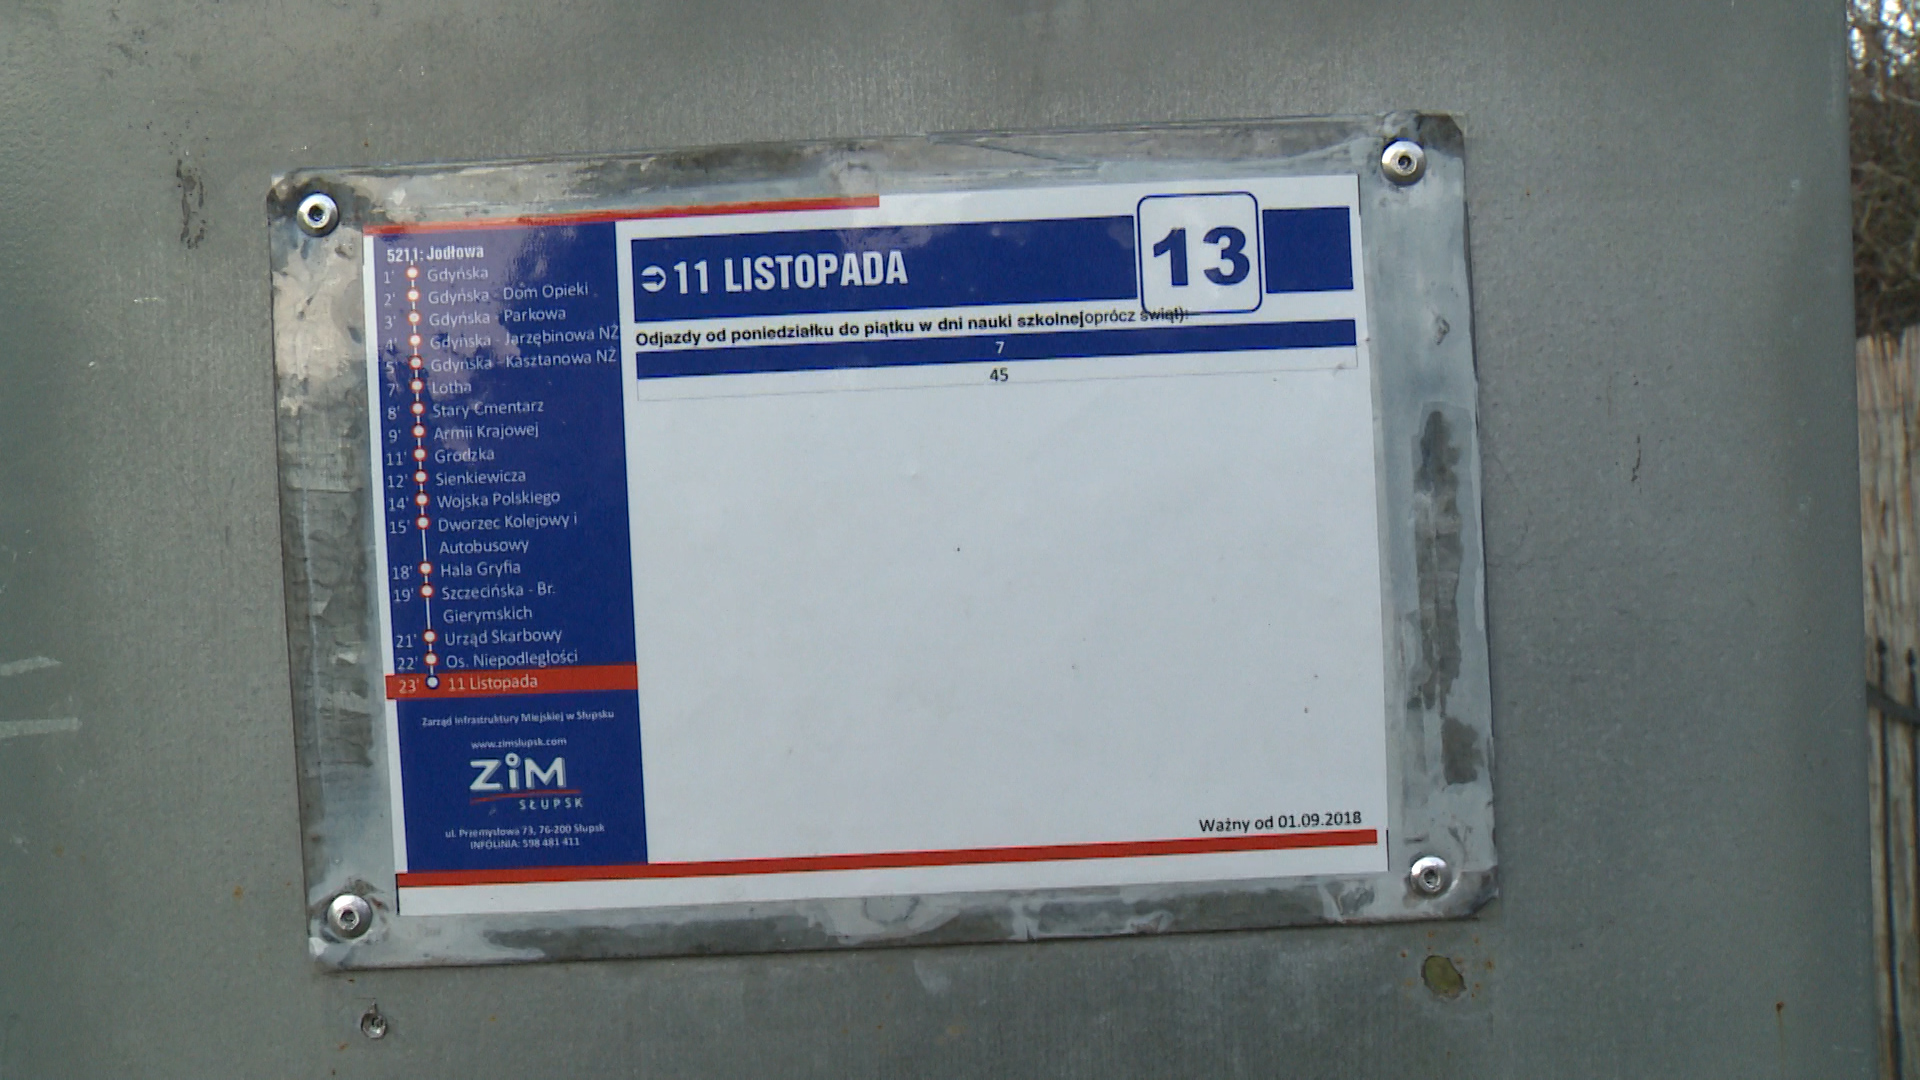 5211: Jodłowa
1' Gdyńska
2' Gdyńska - Dom Opieki
3' Gdyńska - Parkowa
4' Gdyńska - Jarzębinowa NŻ
5' Gdyńska - Kasztanowa NŻ
7' Lotha
8' Stary Cmentarz
9' Armii Krajowej
11' Grodzka
12' Sienkiewicza
14' Wojska Polskiego
15' Dworzec Kolejowy i
Autobusowy
18' Hala Gryfia
19' Szczecińska - Br.
Gierymskich
21' Urząd Skarbowy
22' Os. Niepodległości
23' 11 Listopada
Zarząd Infrastruktury Miejskiej w Słupsku
www.zimslupsk.com
ZiM
SŁUPSK
ul. Przemysłowa 73, 76-200 Słupsk
INFOLINIA: 598 481 411
11 LISTOPADA
13
Odjazdy od poniedziałku do piątku w dni nauki szkolnej oprócz świąt):
7
45
Ważny od 01.09.2018